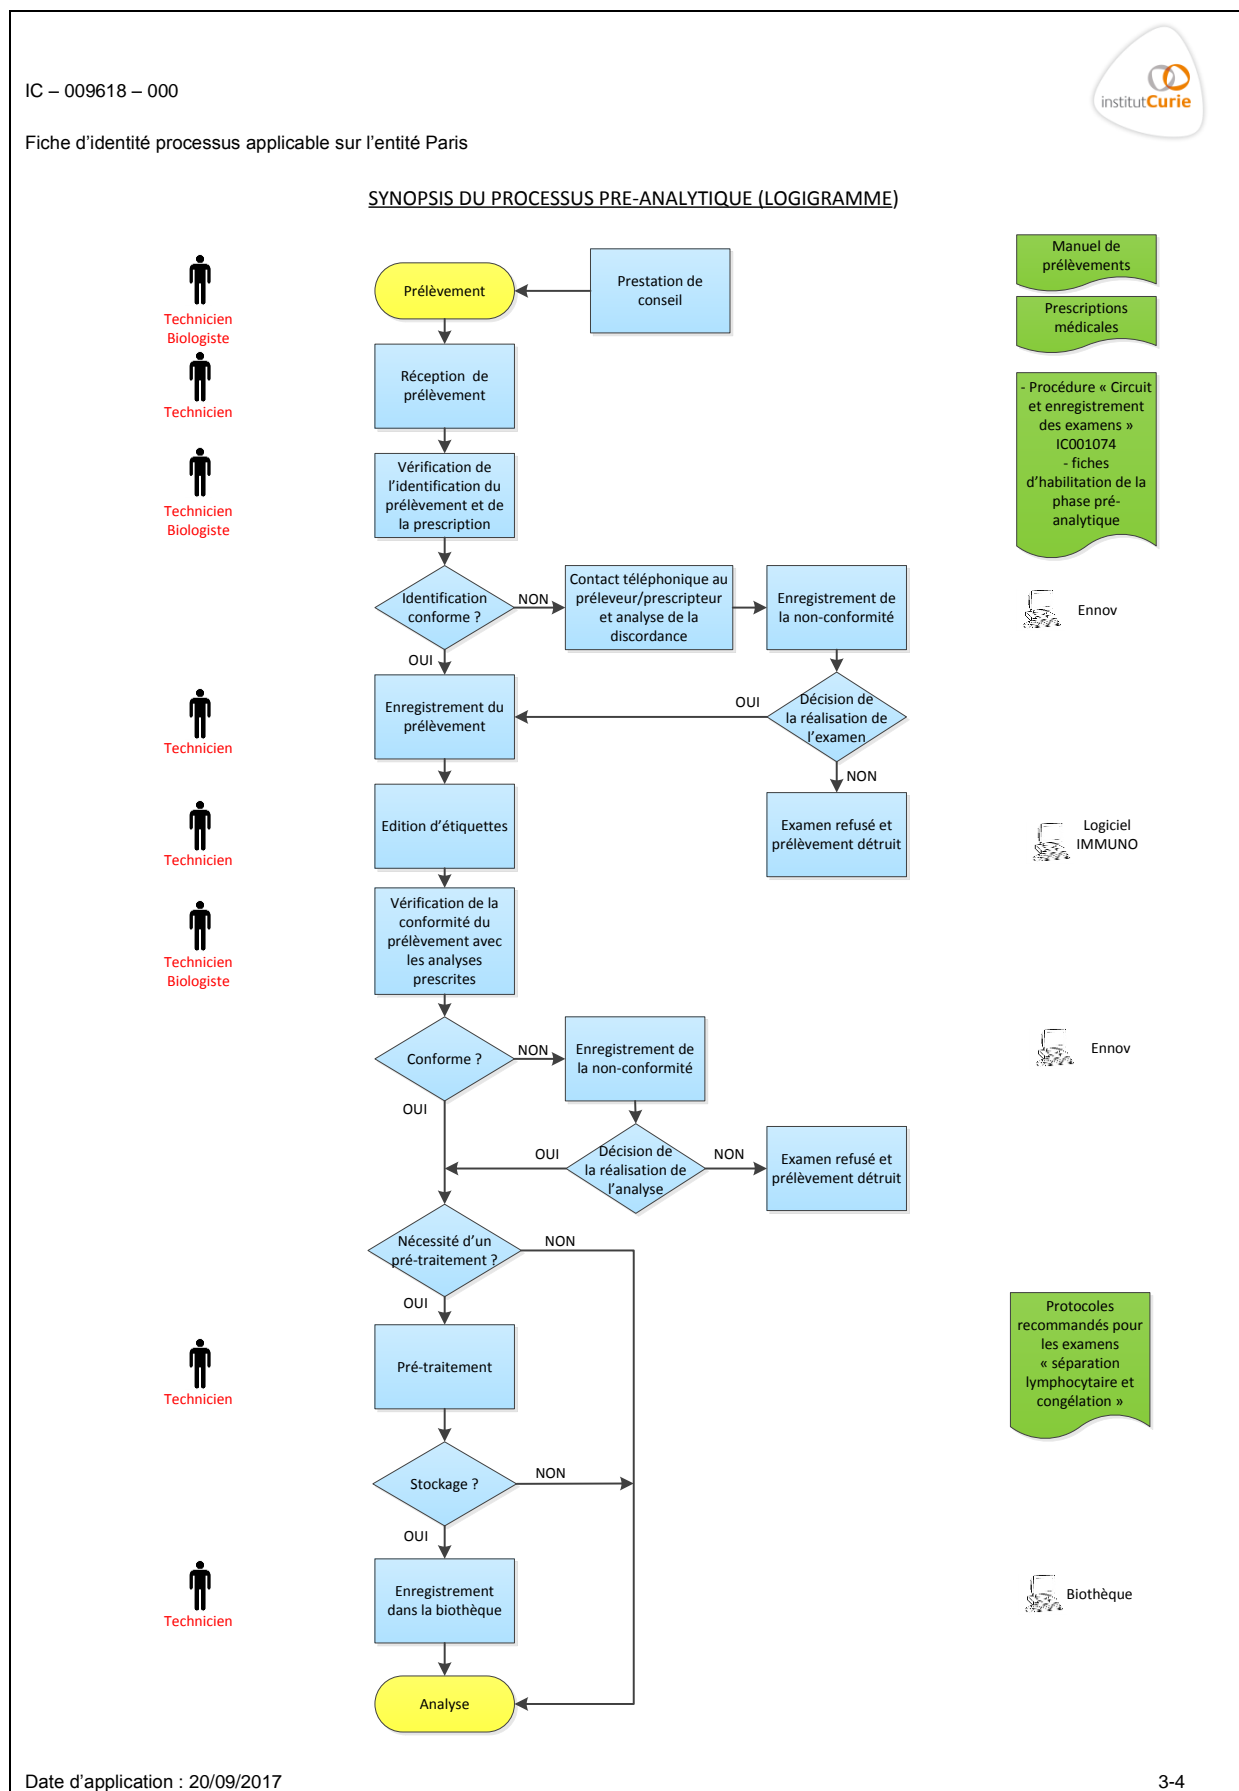 IC – 009618 – 000
institutCurie
Fiche d'identité processus applicable sur l'entité Paris
SYNOPSIS DU PROCESSUS PRE-ANALYTIQUE (LOGIGRAMME)
Technicien
Biologiste
Prélèvement
Prestation de
conseil
Manuel de
prélèvements
Prescriptions
médicales
Technicien
Réception de
prélèvement
- Procédure « Circuit
et enregistrement
des examens »
IC001074
- fiches
d'habilitation de la
phase pré-
analytique
Technicien
Biologiste
Vérification de
l'identification du
prélèvement et de
la prescription
Identification
conforme ?
NON
Contact téléphonique au
préleveur/prescripteur
et analyse de la
discordance
Enregistrement de
la non-conformité
Ennov
OUI
Technicien
Enregistrement du
prélèvement
OUI
Décision de
la réalisation de
l'examen
NON
Technicien
Edition d'étiquettes
Examen refusé et
prélèvement détruit
Logiciel
IMMUNO
Technicien
Biologiste
Vérification de la
conformité du
prélèvement avec
les analyses
prescrites
Conforme ?
NON
Enregistrement de
la non-conformité
Ennov
OUI
OUI
Décision de
la réalisation de
l'analyse
NON
Examen refusé et
prélèvement détruit
Nécessité d'un
pré-traitement ?
NON
OUI
Technicien
Pré-traitement
Protocoles
recommandés pour
les examens
« séparation
lymphocytaire et
congélation »
Stockage ?
NON
OUI
Technicien
Enregistrement
dans la biothèque
Biothèque
Analyse
Date d'application : 20/09/2017
3-4